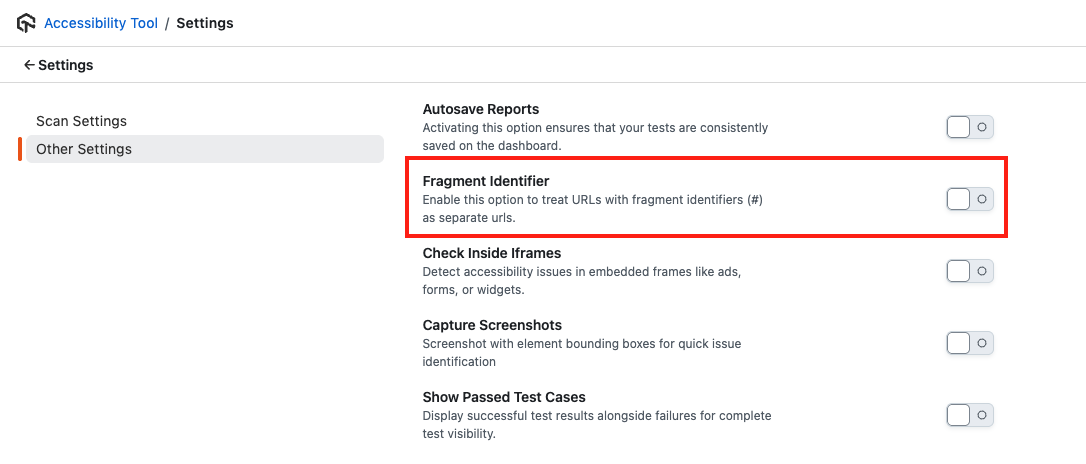 Accessibility Tool / Settings
← Settings
Scan Settings
Other Settings
Autosave Reports
Activating this option ensures that your tests are consistently
saved on the dashboard.
Fragment Identifier
Enable this option to treat URLs with fragment identifiers (#)
as separate urls.
Check Inside Iframes
Detect accessibility issues in embedded frames like ads,
forms, or widgets.
Capture Screenshots
Screenshot with element bounding boxes for quick issue
identification
Show Passed Test Cases
Display successful test results alongside failures for complete
test visibility.